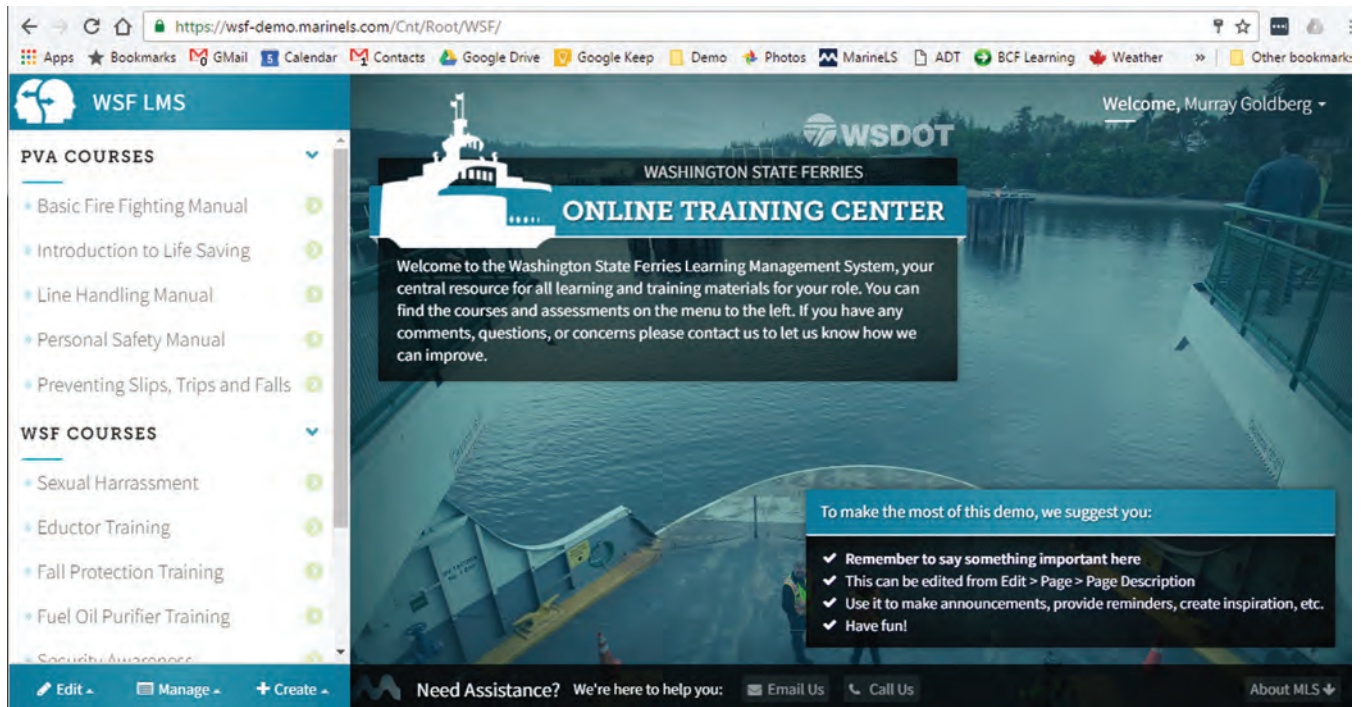 https://wsf-demo.marinels.com/Cnt/Root/WSF/
Apps Bookmarks GMail 5 Calendar Contacts Google Drive Google Keep Demo Photos MarineLS ADT BCF Learning Weather » Other bookmarks
WSF LMS
Welcome, Murray Goldberg
WSDOT
PVA COURSES
Basic Fire Fighting Manual
Introduction to Life Saving
Line Handling Manual
Personal Safety Manual
Preventing Slips, Trips and Falls
WSF COURSES
Sexual Harrassment
Eductor Training
Fall Protection Training
Fuel Oil Purifier Training
Security Awareness
Edit Manage + Create
WASHINGTON STATE FERRIES
ONLINE TRAINING CENTER
Welcome to the Washington State Ferries Learning Management System, your
central resource for all learning and training materials for your role. You can
find the courses and assessments on the menu to the left. If you have any
comments, questions, or concerns please contact us to let us know how we
can improve.
To make the most of this demo, we suggest you:
Remember to say something important here
This can be edited from Edit > Page > Page Description
Use it to make announcements, provide reminders, create inspiration, etc.
Have fun!
Need Assistance? We're here to help you: Email Us Call Us About MLS